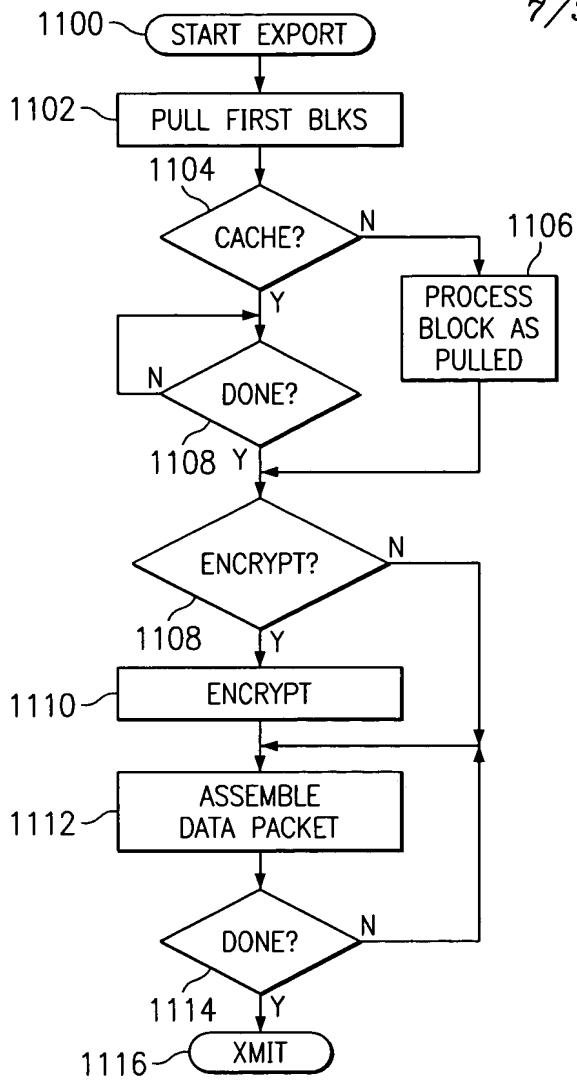 7/3
1100
START EXPORT
1102
PULL FIRST BLKS
1104
CACHE?
N
Y
1106
PROCESS
BLOCK AS
PULLED
N
DONE?
1108
Y
ENCRYPT?
N
1108
Y
1110
ENCRYPT
1112
ASSEMBLE
DATA PACKET
DONE?
N
1114
Y
1116
XMIT